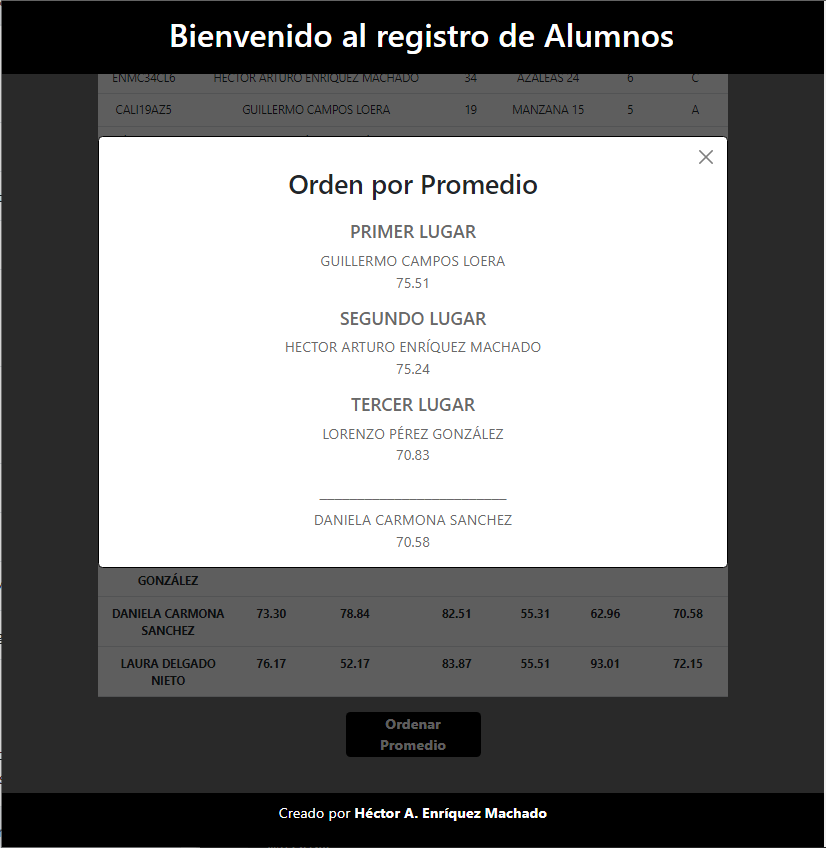 Bienvenido al registro de Alumnos
ENMC34CL6 HECTOR ARTURO ENRÍQUEZ MACHADO 34 AZALEAS 24 6 C
CALI19AZ5 GUILLERMO CAMPOS LOERA 19 MANZANA 15 5 A
Orden por Promedio
PRIMER LUGAR
GUILLERMO CAMPOS LOERA
75.51
SEGUNDO LUGAR
HECTOR ARTURO ENRÍQUEZ MACHADO
75.24
TERCER LUGAR
LORENZO PÉREZ GONZÁLEZ
70.83
DANIELA CARMONA SANCHEZ
70.58
GONZÁLEZ
DANIELA CARMONA SANCHEZ 73.30 78.84 82.51 55.31 62.96 70.58
LAURA DELGADO NIETO 76.17 52.17 83.87 55.51 93.01 72.15
Ordenar
Promedio
Creado por Héctor A. Enríquez Machado